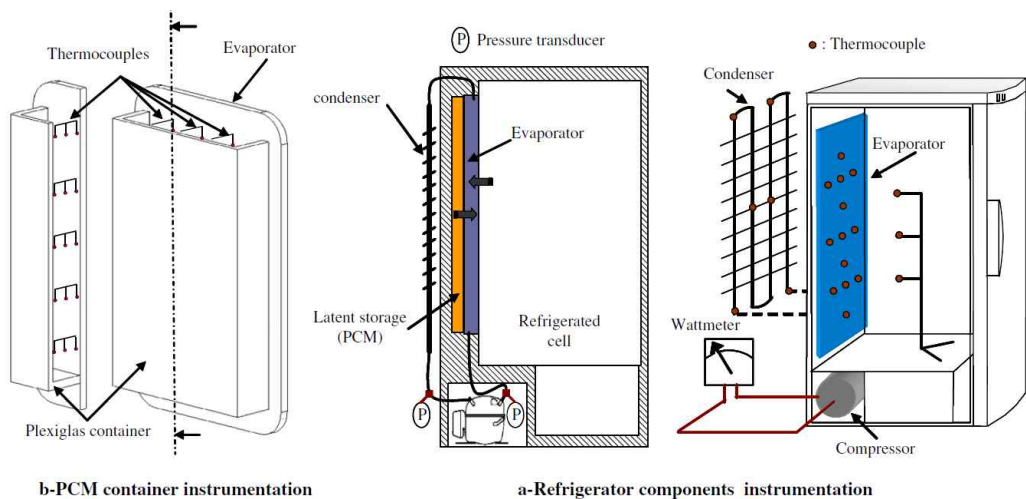 Thermocouples
Evaporator
Plexiglas container
b-PCM container instrumentation
P Pressure transducer
condenser
Evaporator
Latent storage
(PCM)
Refrigerated
cell
P
P
: Thermocouple
Condenser
Evaporator
Wattmeter
Compressor
a-Refrigerator components instrumentation